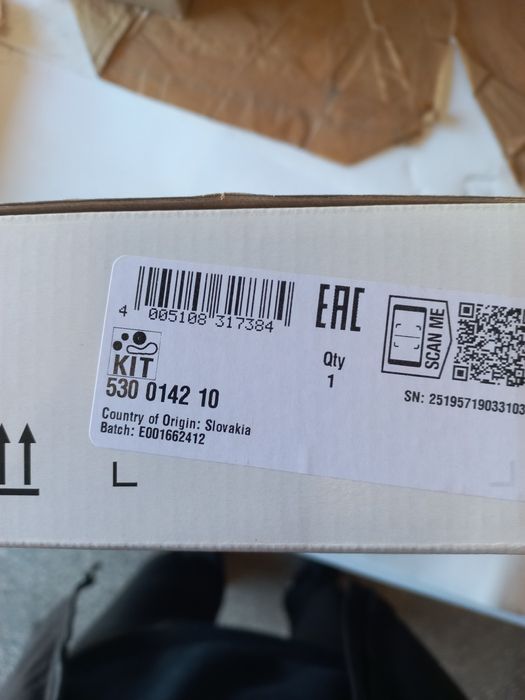 4 005108 317384
EAC
SCAN ME
KIT
Qty
1
530 0142 10
SN: 25195719033103
Country of Origin: Slovakia
Batch: E001662412